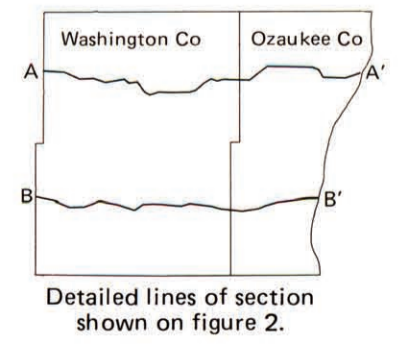 Washington Co Ozaukee Co
A A′
B B′
Detailed lines of section
shown on figure 2.